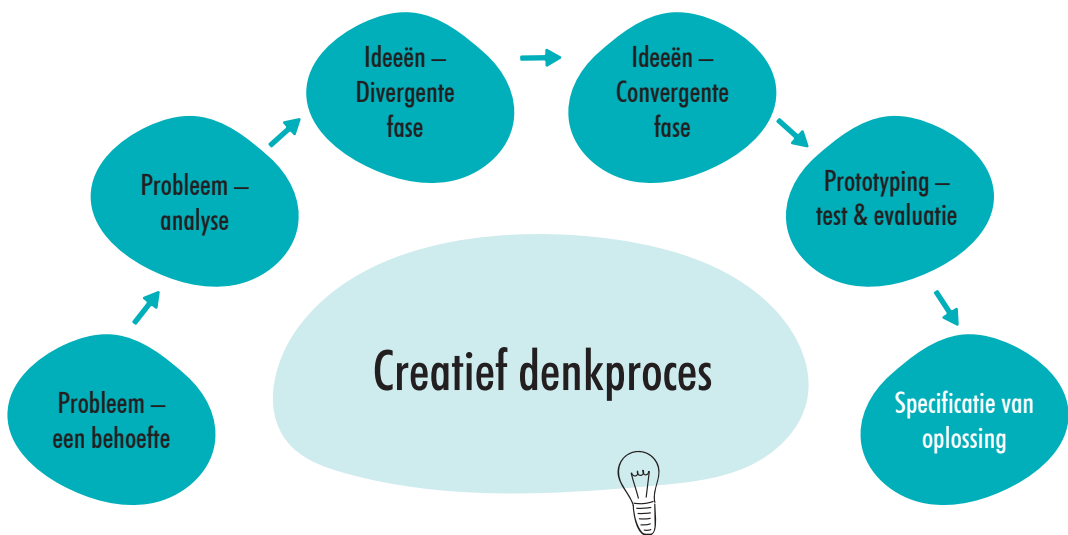 Probleem –
een behoefte
Probleem –
analyse
Ideeën –
Divergente
fase
Ideeën –
Convergente
fase
Prototyping –
test & evaluatie
Specificatie van
oplossing
Creatief denkproces